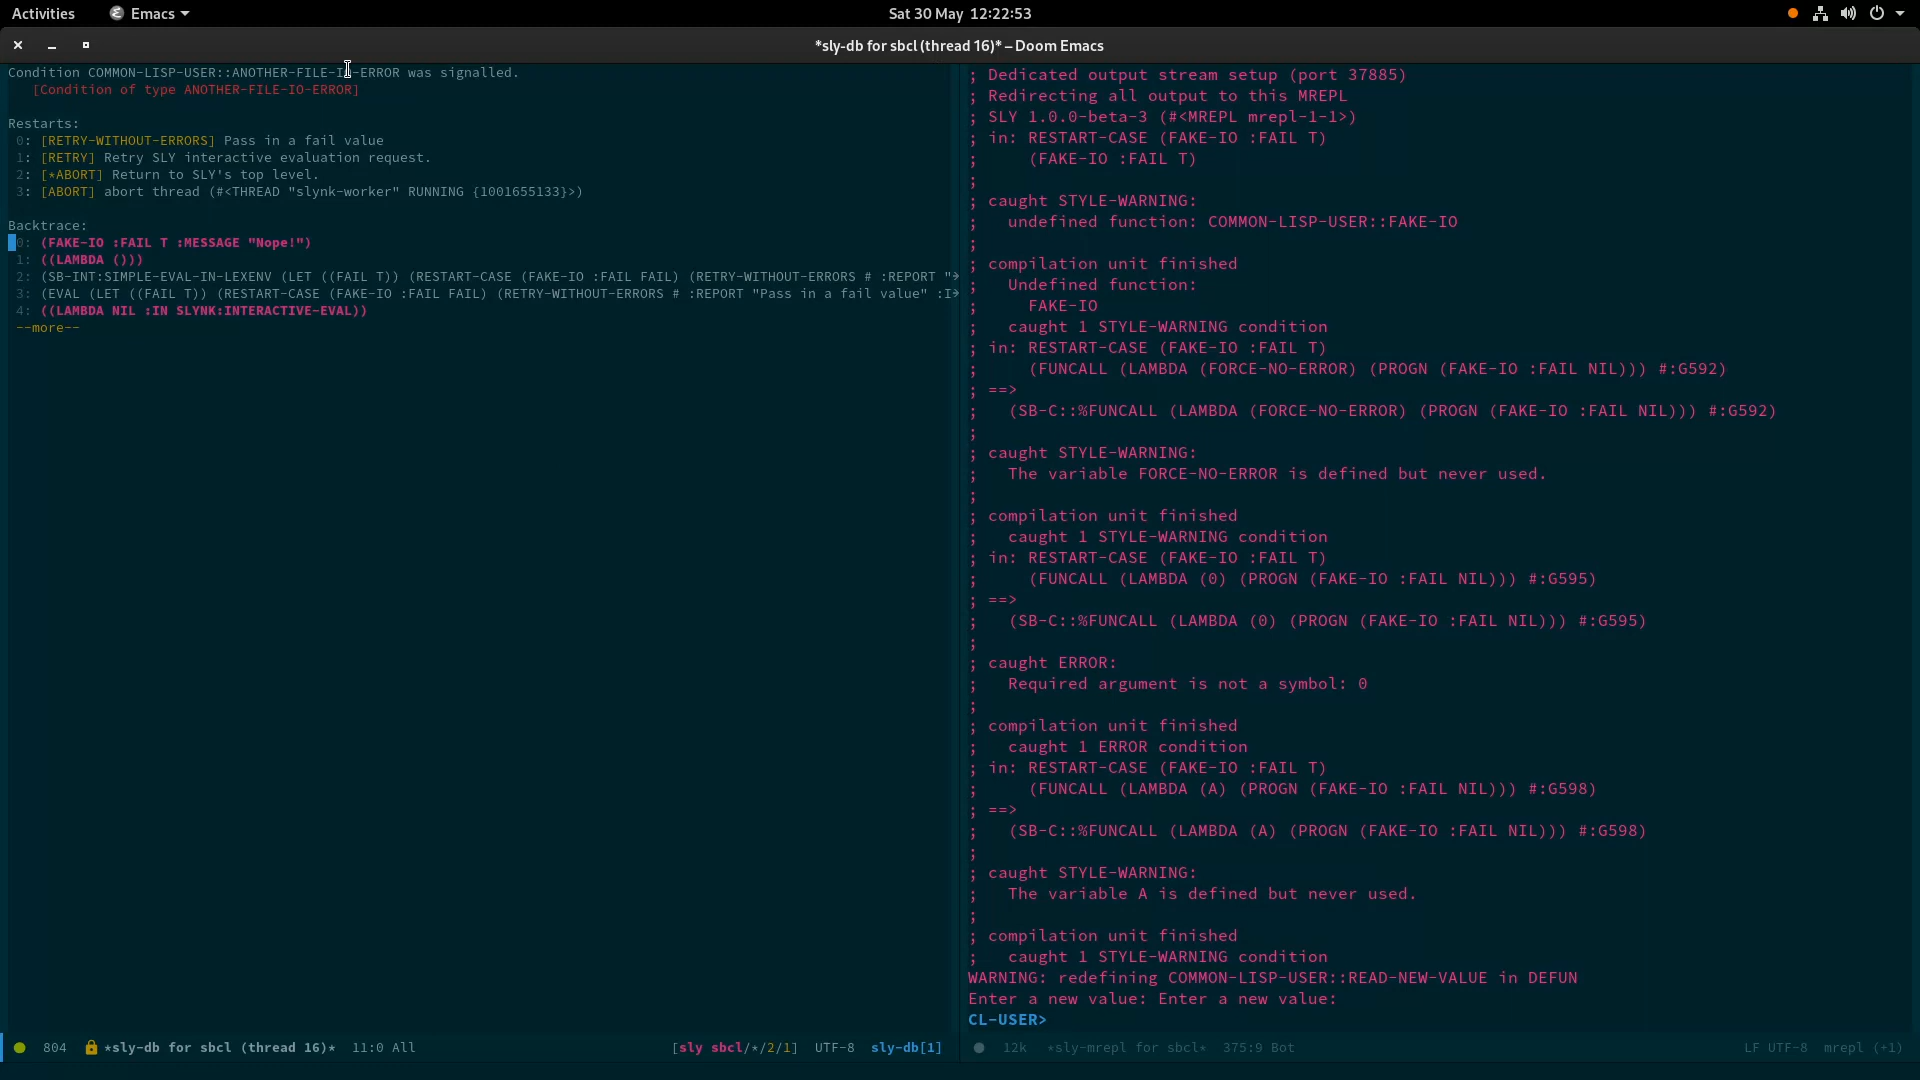 Activities Emacs Sat 30 May 12:22:53
*sly-db for sbcl (thread 16)* – Doom Emacs
Condition COMMON-LISP-USER::ANOTHER-FILE-IO-ERROR was signalled.
[Condition of type ANOTHER-FILE-IO-ERROR]
Restarts:
0: [RETRY-WITHOUT-ERRORS] Pass in a fail value
1: [RETRY] Retry SLY interactive evaluation request.
2: [*ABORT] Return to SLY's top level.
3: [ABORT] abort thread (#<THREAD "slynk-worker" RUNNING {1001655133}>)
Backtrace:
0: (FAKE-IO :FAIL T :MESSAGE "Nope!")
1: ((LAMBDA ()))
2: (SB-INT:SIMPLE-EVAL-IN-LEXENV (LET ((FAIL T)) (RESTART-CASE (FAKE-IO :FAIL FAIL) (RETRY-WITHOUT-ERRORS # :REPORT "
3: (EVAL (LET ((FAIL T)) (RESTART-CASE (FAKE-IO :FAIL FAIL) (RETRY-WITHOUT-ERRORS # :REPORT "Pass in a fail value" :I
4: ((LAMBDA NIL :IN SLYNK:INTERACTIVE-EVAL))
--more--
804 *sly-db for sbcl (thread 16)* 11:0 All [sly sbcl/*/2/1] UTF-8 sly-db[1]
; Dedicated output stream setup (port 37885)
; Redirecting all output to this MREPL
; SLY 1.0.0-beta-3 (#<MREPL mrepl-1-1>)
; in: RESTART-CASE (FAKE-IO :FAIL T)
; (FAKE-IO :FAIL T)
;
; caught STYLE-WARNING:
; undefined function: COMMON-LISP-USER::FAKE-IO
;
; compilation unit finished
; Undefined function:
; FAKE-IO
; caught 1 STYLE-WARNING condition
; in: RESTART-CASE (FAKE-IO :FAIL T)
; (FUNCALL (LAMBDA (FORCE-NO-ERROR) (PROGN (FAKE-IO :FAIL NIL))) #:G592)
; ==>
; (SB-C::%FUNCALL (LAMBDA (FORCE-NO-ERROR) (PROGN (FAKE-IO :FAIL NIL))) #:G592)
;
; caught STYLE-WARNING:
; The variable FORCE-NO-ERROR is defined but never used.
;
; compilation unit finished
; caught 1 STYLE-WARNING condition
; in: RESTART-CASE (FAKE-IO :FAIL T)
; (FUNCALL (LAMBDA (0) (PROGN (FAKE-IO :FAIL NIL))) #:G595)
; ==>
; (SB-C::%FUNCALL (LAMBDA (0) (PROGN (FAKE-IO :FAIL NIL))) #:G595)
;
; caught ERROR:
; Required argument is not a symbol: 0
;
; compilation unit finished
; caught 1 ERROR condition
; in: RESTART-CASE (FAKE-IO :FAIL T)
; (FUNCALL (LAMBDA (A) (PROGN (FAKE-IO :FAIL NIL))) #:G598)
; ==>
; (SB-C::%FUNCALL (LAMBDA (A) (PROGN (FAKE-IO :FAIL NIL))) #:G598)
;
; caught STYLE-WARNING:
; The variable A is defined but never used.
;
; compilation unit finished
; caught 1 STYLE-WARNING condition
WARNING: redefining COMMON-LISP-USER::READ-NEW-VALUE in DEFUN
Enter a new value: Enter a new value:
CL-USER>
12k *sly-mrepl for sbcl* 375:9 Bot LF UTF-8 mrepl (+1)